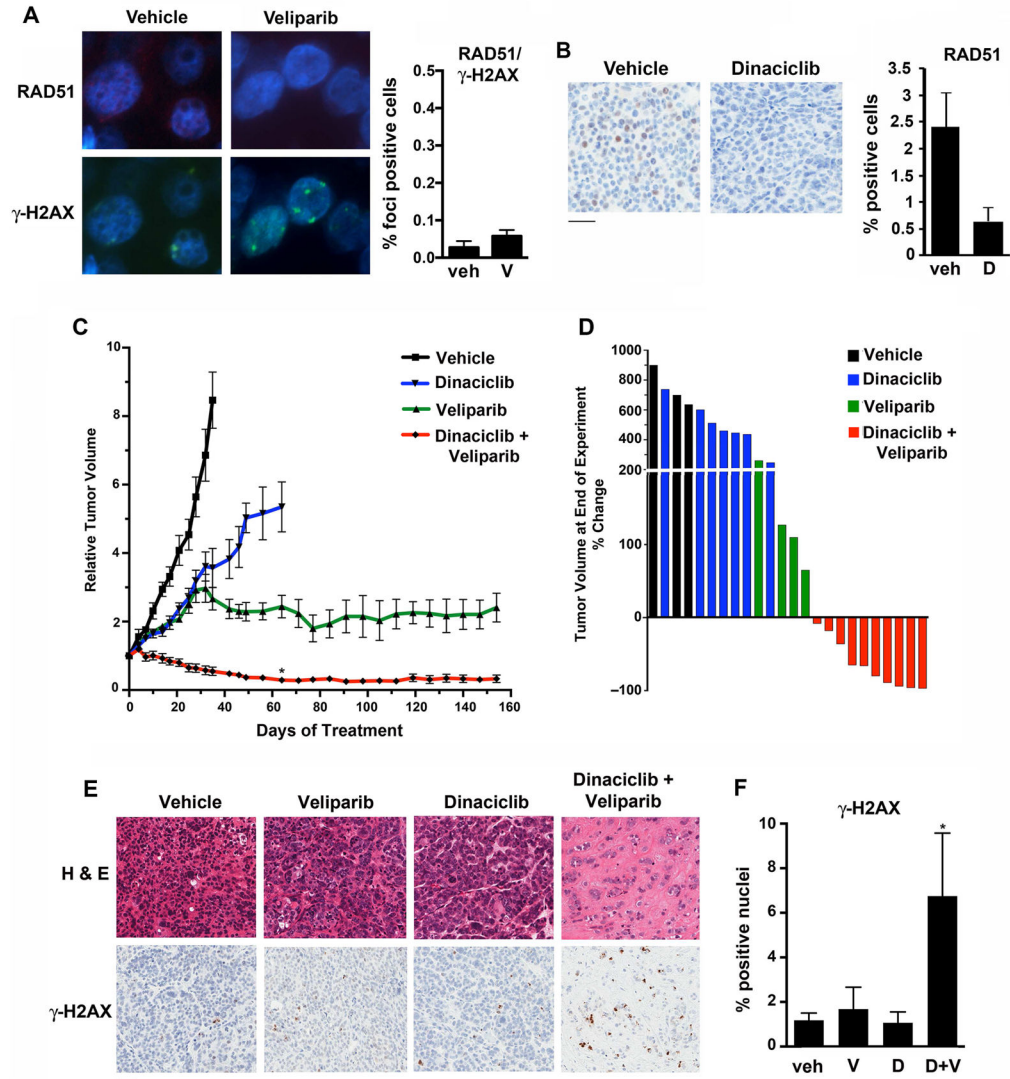 A
Vehicle
Veliparib
RAD51
γ-H2AX
RAD51/
γ-H2AX
% foci positive cells
0.5
0.4
0.3
0.2
0.1
0.0
veh
V
B
Vehicle
Dinaciclib
RAD51
% positive cells
3.5
3
2.5
2
1.5
1
0.5
0
veh
D
C
Relative Tumor Volume
10
8
6
4
2
0
0
20
40
60
80
100
120
140
160
Days of Treatment
Vehicle
Dinaciclib
Veliparib
Dinaciclib +
Veliparib
*
D
Tumor Volume at End of Experiment
% Change
1000
800
600
400
200
100
0
–100
Vehicle
Dinaciclib
Veliparib
Dinaciclib +
Veliparib
E
Vehicle
Veliparib
Dinaciclib
Dinaciclib +
Veliparib
H & E
γ-H2AX
F
γ-H2AX
% positive nuclei
10
8
6
4
2
0
*
veh
V
D
D+V